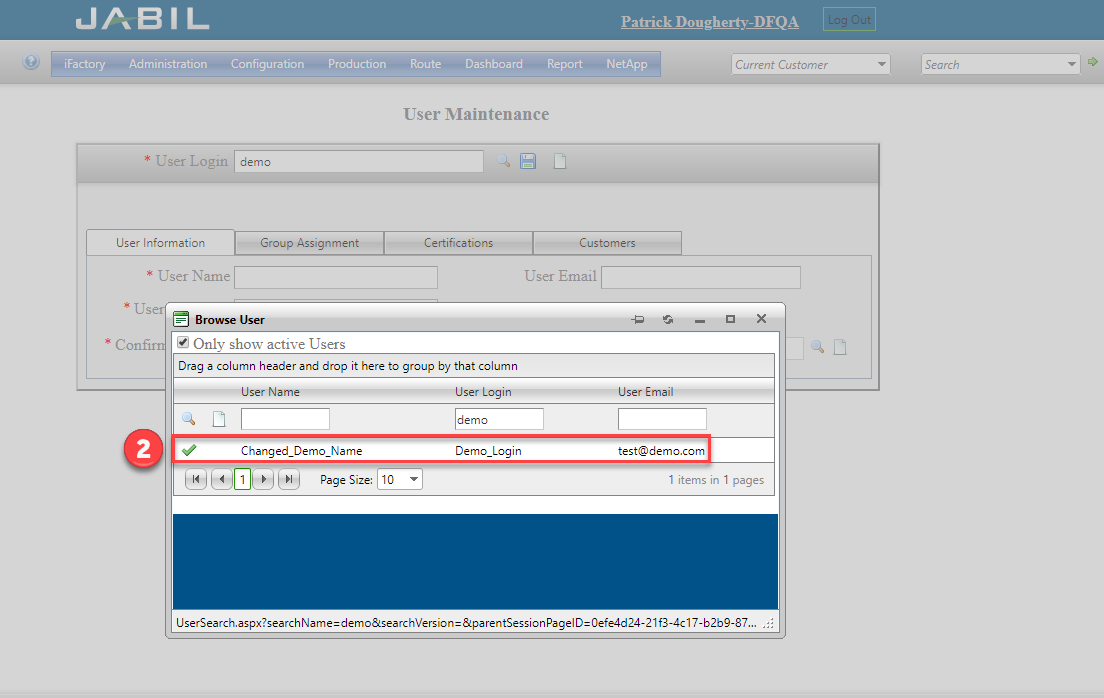 JABIL
Patrick Dougherty-DFQA
Log Out
?
iFactory Administration Configuration Production Route Dashboard Report NetApp
Current Customer
Search
User Maintenance
* User Login demo
User Information Group Assignment Certifications Customers
* User Name User Email
* User
* Confirm
Browse User
Only show active Users
Drag a column header and drop it here to group by that column
User Name User Login User Email
demo
2
Changed_Demo_Name Demo_Login test@demo.com
1 Page Size: 10 1 items in 1 pages
UserSearch.aspx?searchName=demo&searchVersion=&parentSessionPageID=0efe4d24-21f3-4c17-b2b9-87...